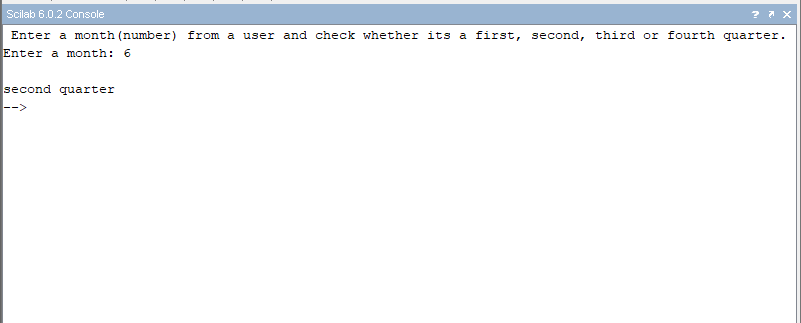 Scilab 6.0.2 Console
Enter a month(number) from a user and check whether its a first, second, third or fourth quarter.
Enter a month: 6
second quarter
-->